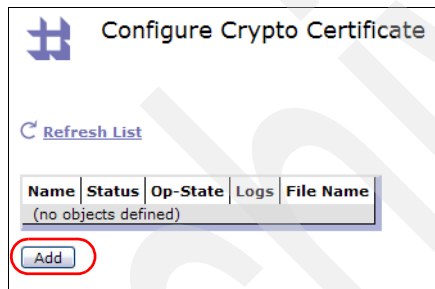 Configure Crypto Certificate
Refresh List
Name Status Op-State Logs File Name
(no objects defined)
Add